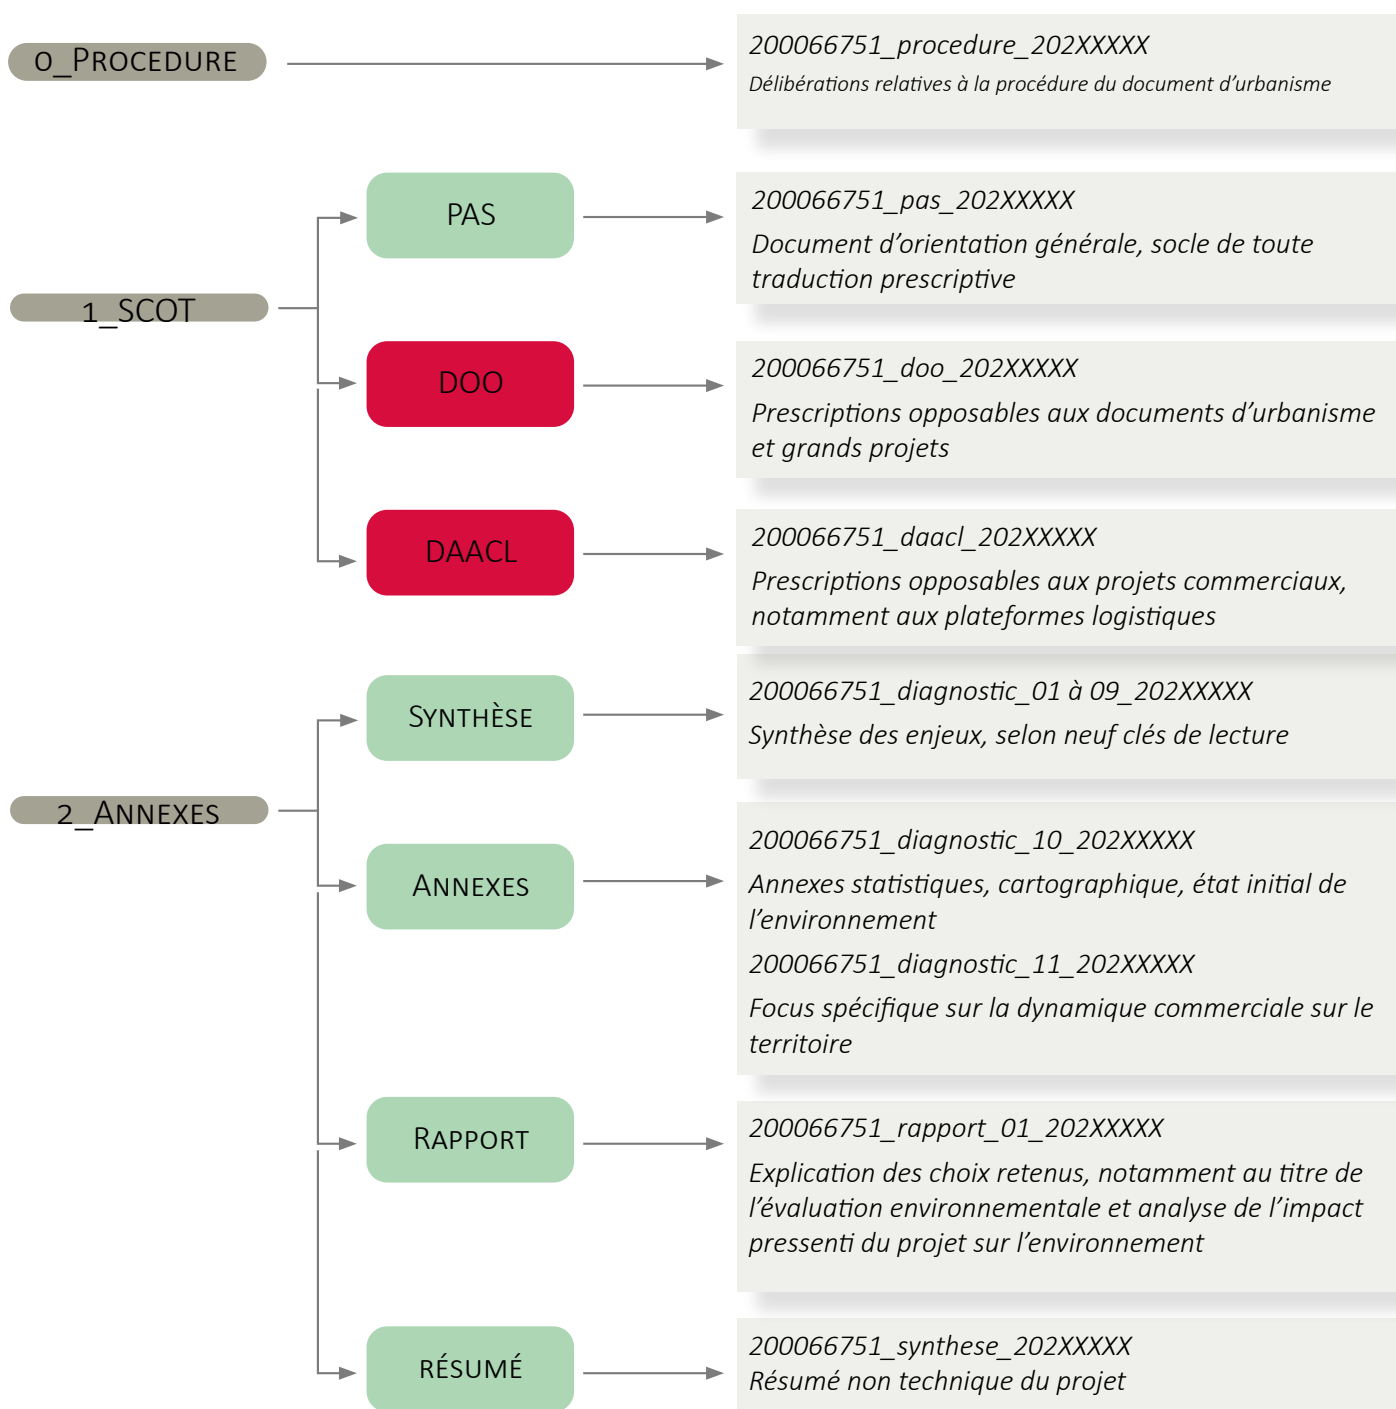 0_PROCEDURE
200066751_procedure_202XXXXX
Délibérations relatives à la procédure du document d’urbanisme
1_SCOT
PAS
200066751_pas_202XXXXX
Document d’orientation générale, socle de toute
traduction prescriptive
DOO
200066751_doo_202XXXXX
Prescriptions opposables aux documents d’urbanisme
et grands projets
DAACL
200066751_daacl_202XXXXX
Prescriptions opposables aux projets commerciaux,
notamment aux plateformes logistiques
2_ANNEXES
SYNTHÈSE
200066751_diagnostic_01 à 09_202XXXXX
Synthèse des enjeux, selon neuf clés de lecture
ANNEXES
200066751_diagnostic_10_202XXXXX
Annexes statistiques, cartographique, état initial de
l’environnement
200066751_diagnostic_11_202XXXXX
Focus spécifique sur la dynamique commerciale sur le
territoire
RAPPORT
200066751_rapport_01_202XXXXX
Explication des choix retenus, notamment au titre de
l’évaluation environnementale et analyse de l’impact
pressenti du projet sur l’environnement
RÉSUMÉ
200066751_synthese_202XXXXX
Résumé non technique du projet